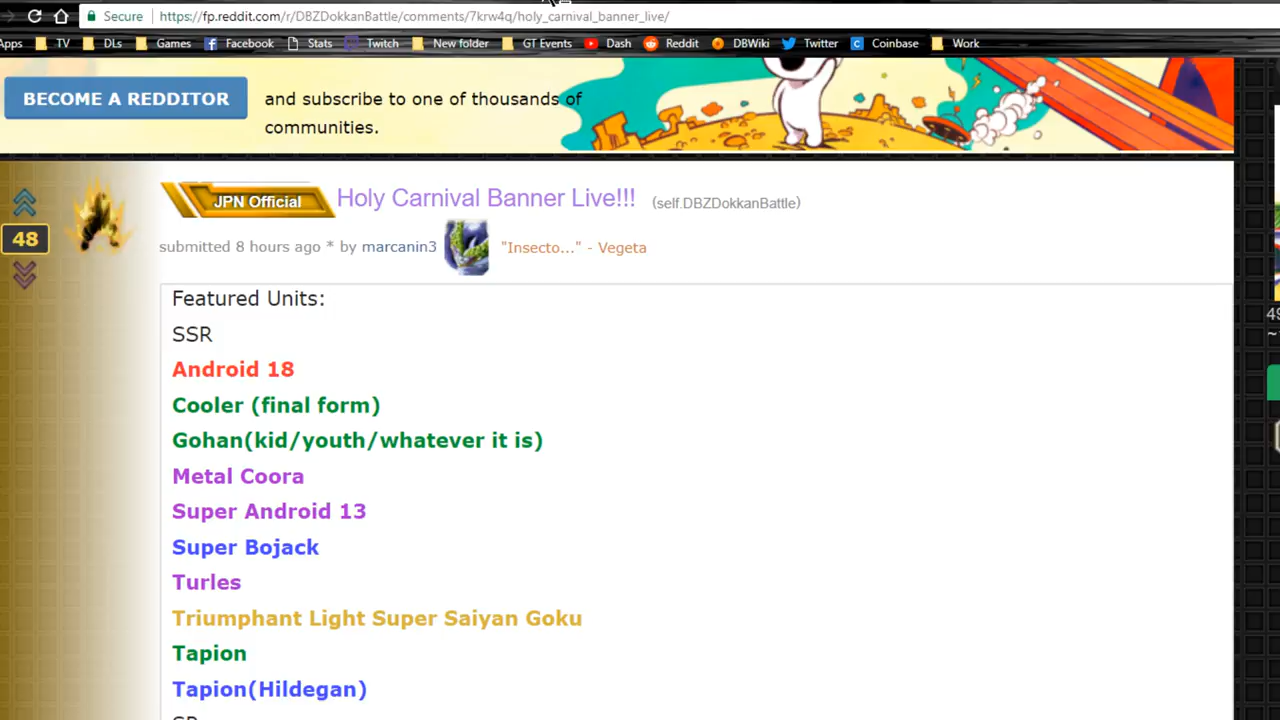 Secure https://fp.reddit.com/r/DBZDokkanBattle/comments/7krw4q/holy_carnival_banner_live/
Apps TV DLs Games Facebook Stats Twitch New folder GT Events Dash Reddit DBWiki Twitter Coinbase Work
BECOME A REDDITOR and subscribe to one of thousands of
communities.
JPN Official Holy Carnival Banner Live!!! (self.DBZDokkanBattle)
48
submitted 8 hours ago * by marcanin3 "Insecto..." - Vegeta
Featured Units:
SSR
Android 18
Cooler (final form)
Gohan(kid/youth/whatever it is)
Metal Coora
Super Android 13
Super Bojack
Turles
Triumphant Light Super Saiyan Goku
Tapion
Tapion(Hildegan)
SR